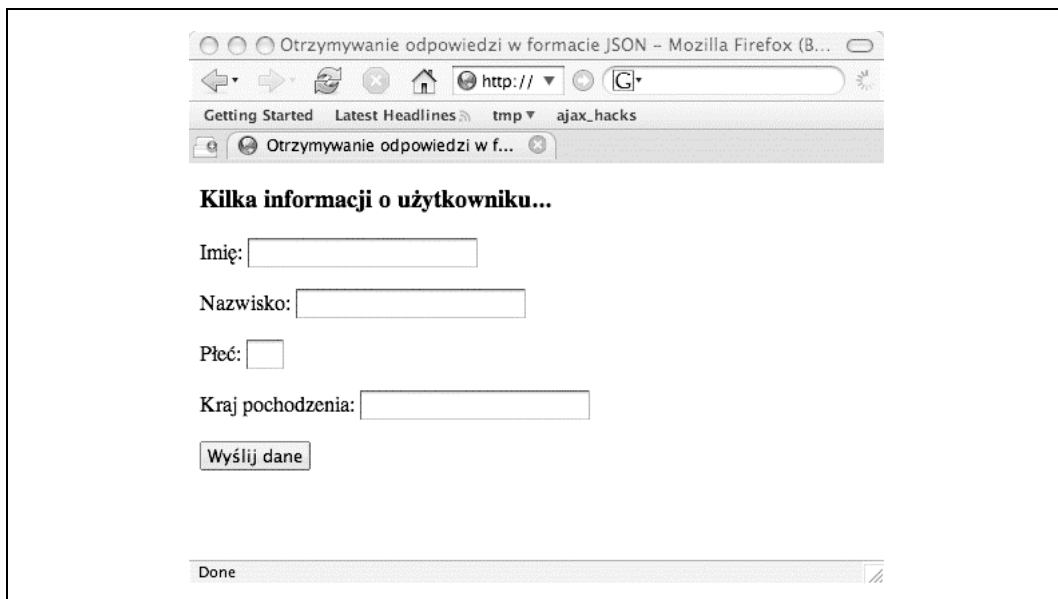 Otrzymywanie odpowiedzi w formacie JSON – Mozilla Firefox (B...
http://
G
Getting Started Latest Headlines tmp ajax_hacks
Otrzymywanie odpowiedzi w f...
Kilka informacji o użytkowniku...
Imię:
Nazwisko:
Płeć:
Kraj pochodzenia:
Wyślij dane
Done